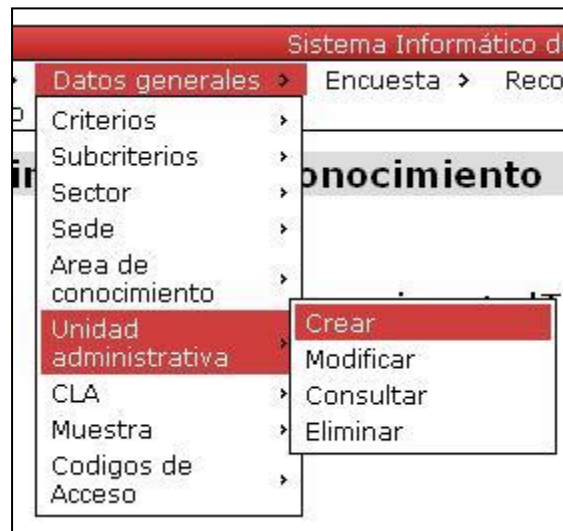 Sistema Informático d
Datos generales Encuesta Reco
Criterios
Subcriterios
onocimiento
Sector
Sede
Area de
conocimiento
Unidad
administrativa
Crear
Modificar
CLA
Consultar
Muestra
Eliminar
Codigos de
Acceso